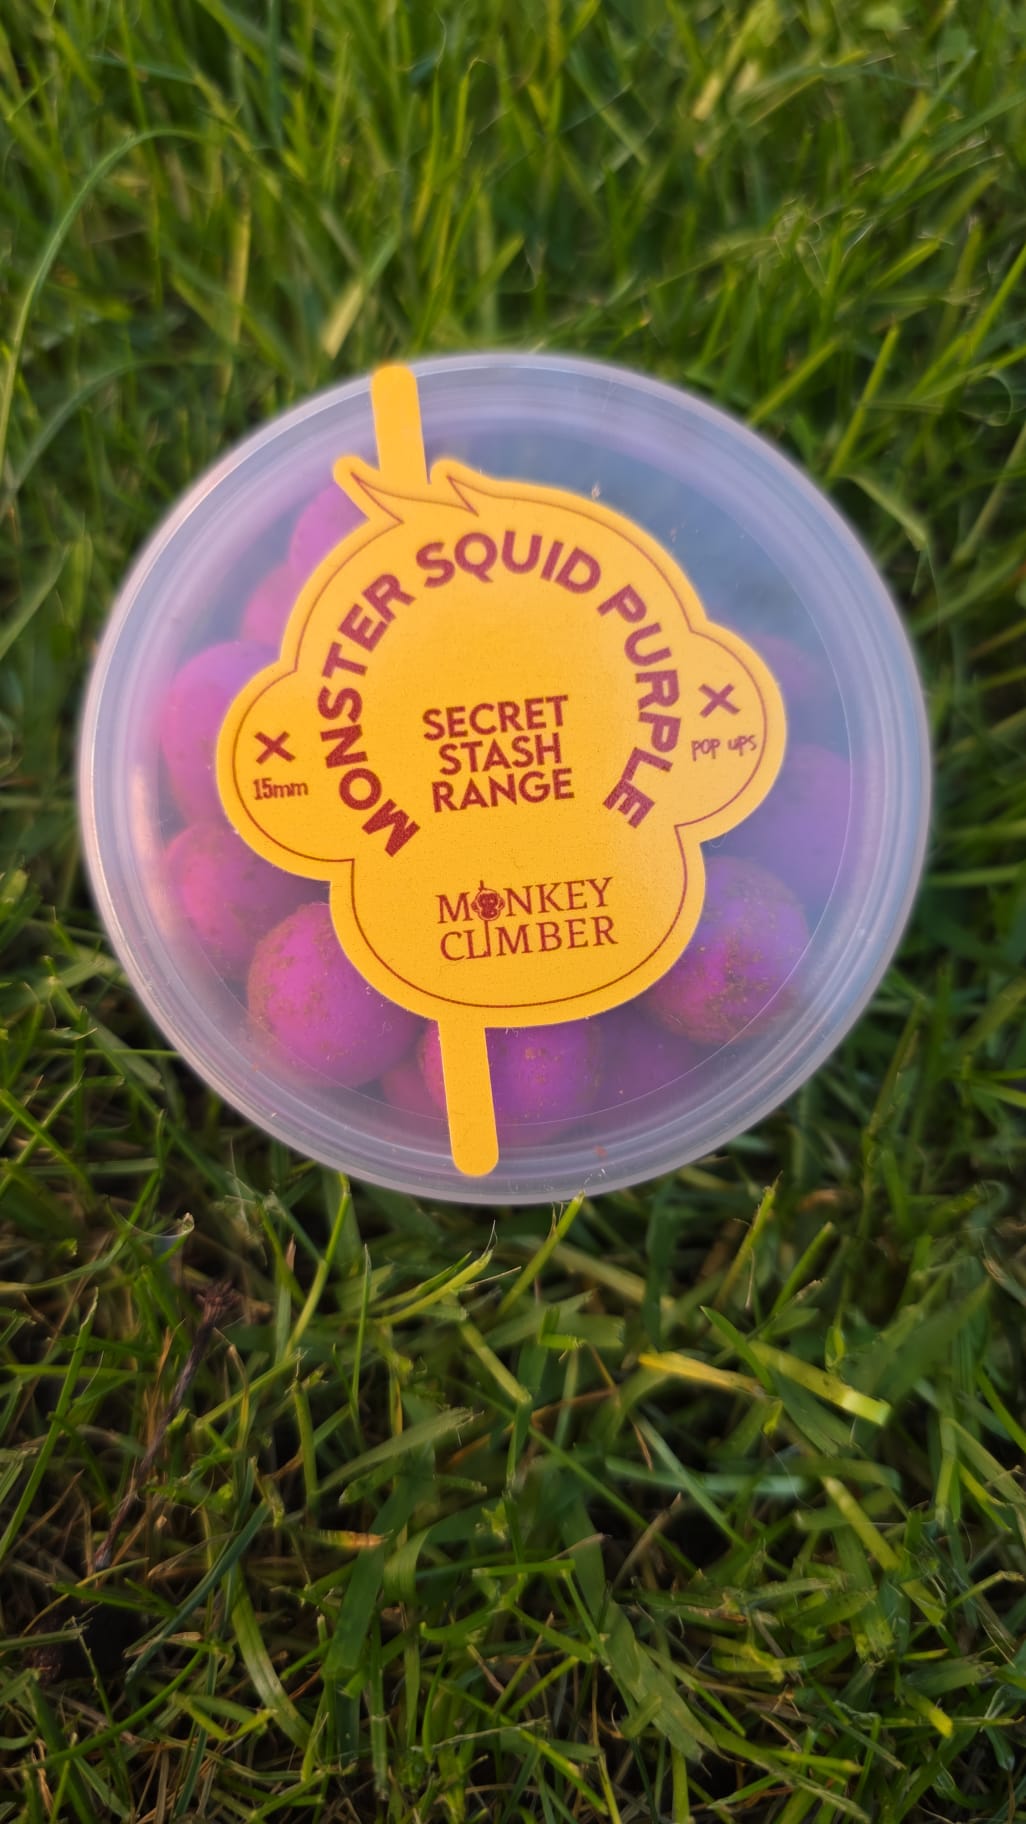 MONSTER SQUID PURPLE
SECRET
STASH
RANGE
15mm
POP UPS
MONKEY
CLIMBER